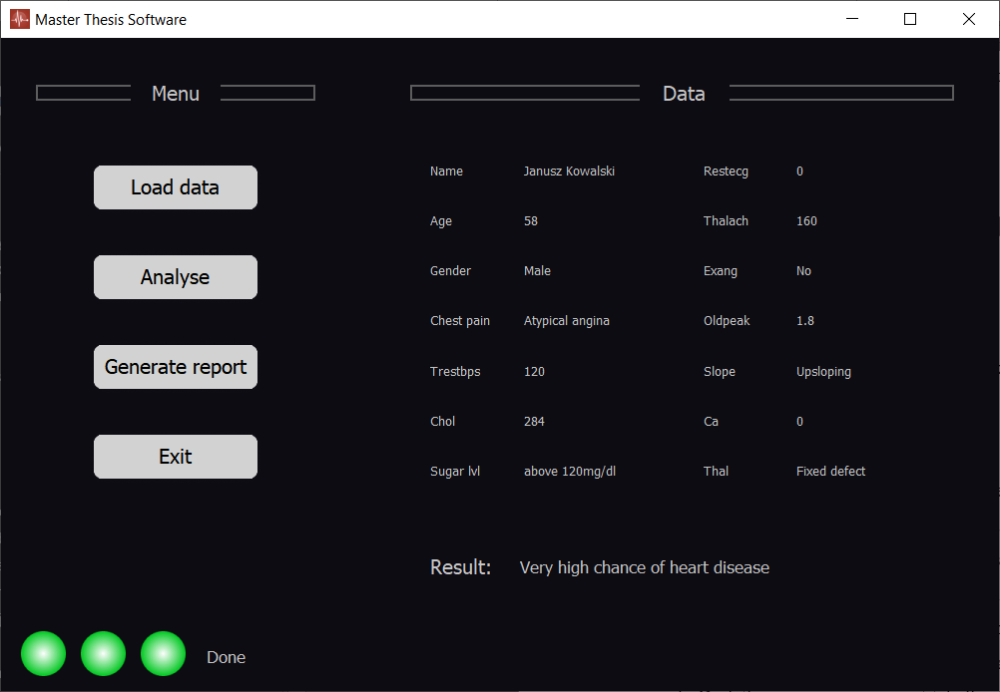 Master Thesis Software
Menu
Data
Load data
Analyse
Generate report
Exit
Name Janusz Kowalski Restecg 0
Age 58 Thalach 160
Gender Male Exang No
Chest pain Atypical angina Oldpeak 1.8
Trestbps 120 Slope Upsloping
Chol 284 Ca 0
Sugar lvl above 120mg/dl Thal Fixed defect
Result: Very high chance of heart disease
Done